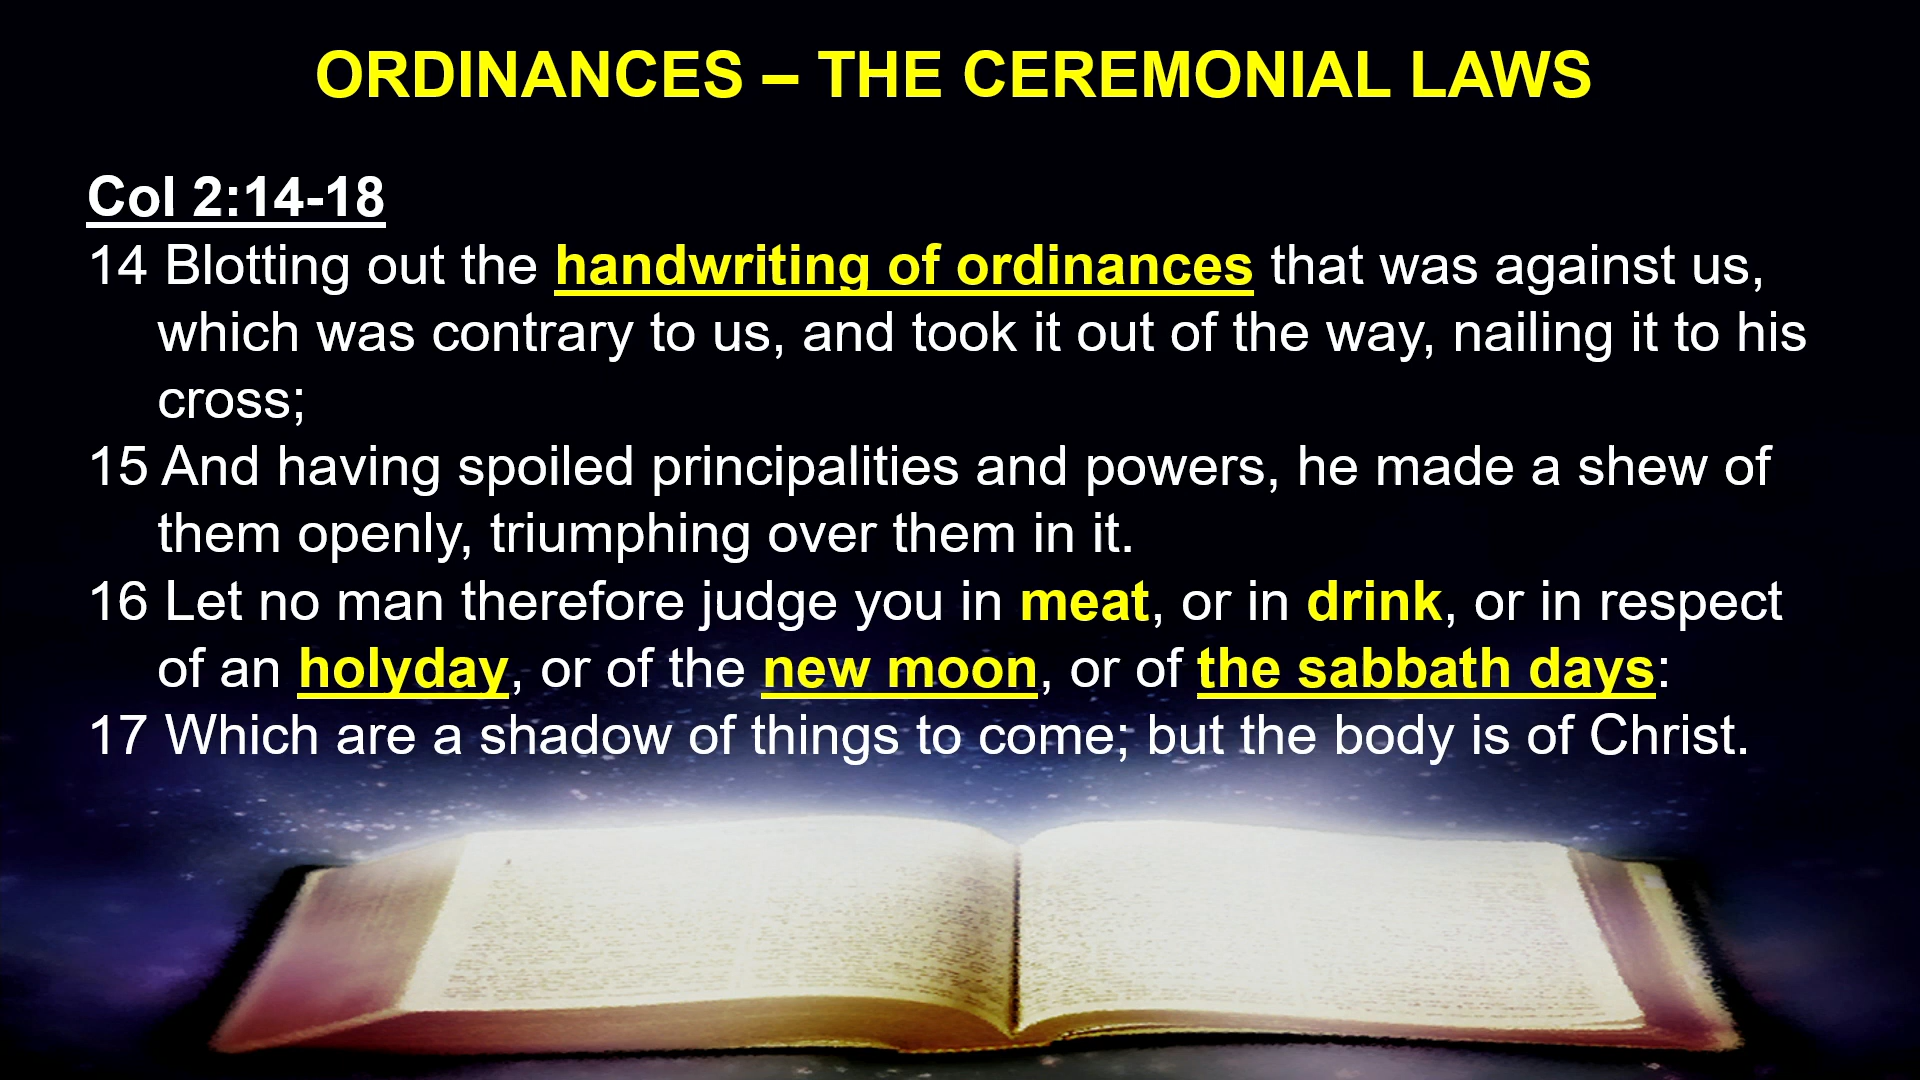 ORDINANCES – THE CEREMONIAL LAWS
Col 2:14-18
14 Blotting out the handwriting of ordinances that was against us,
which was contrary to us, and took it out of the way, nailing it to his
cross;
15 And having spoiled principalities and powers, he made a shew of
them openly, triumphing over them in it.
16 Let no man therefore judge you in meat, or in drink, or in respect
of an holyday, or of the new moon, or of the sabbath days:
17 Which are a shadow of things to come; but the body is of Christ.